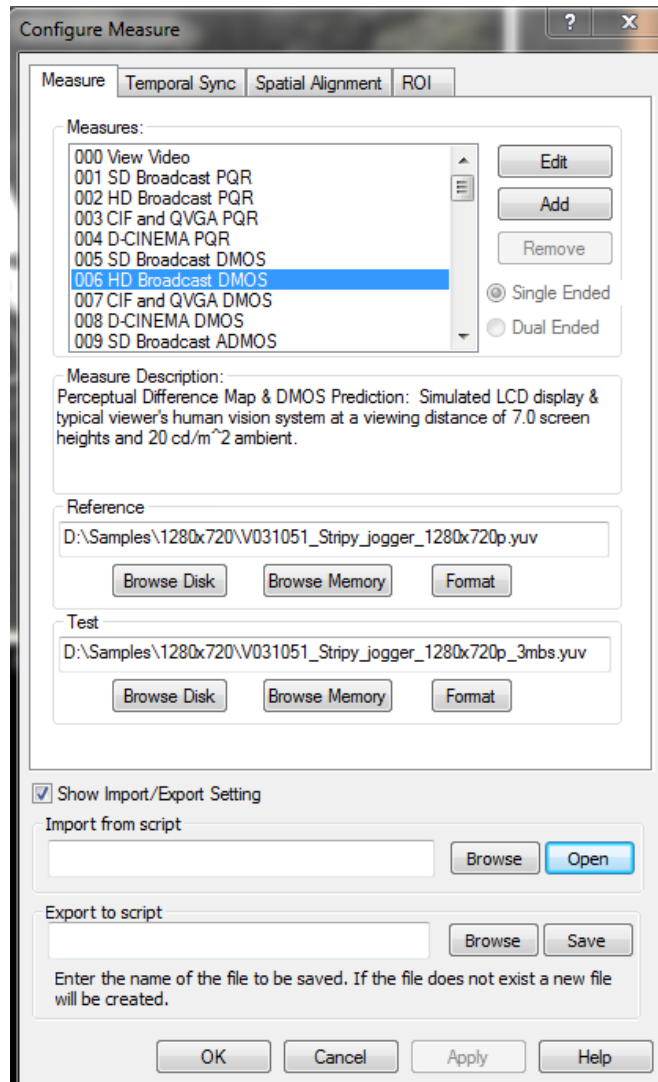 Configure Measure
?
X
Measure
Temporal Sync
Spatial Alignment
ROI
Measures:
000 View Video
001 SD Broadcast PQR
002 HD Broadcast PQR
003 CIF and QVGA PQR
004 D-CINEMA PQR
005 SD Broadcast DMOS
006 HD Broadcast DMOS
007 CIF and QVGA DMOS
008 D-CINEMA DMOS
009 SD Broadcast ADMOS
Edit
Add
Remove
Single Ended
Dual Ended
Measure Description:
Perceptual Difference Map & DMOS Prediction: Simulated LCD display &
typical viewer's human vision system at a viewing distance of 7.0 screen
heights and 20 cd/m^2 ambient.
Reference
D:\Samples\1280x720\V031051_Stripy_jogger_1280x720p.yuv
Browse Disk
Browse Memory
Format
Test
D:\Samples\1280x720\V031051_Stripy_jogger_1280x720p_3mbs.yuv
Browse Disk
Browse Memory
Format
Show Import/Export Setting
Import from script
Browse
Open
Export to script
Browse
Save
Enter the name of the file to be saved. If the file does not exist a new file
will be created.
OK
Cancel
Apply
Help